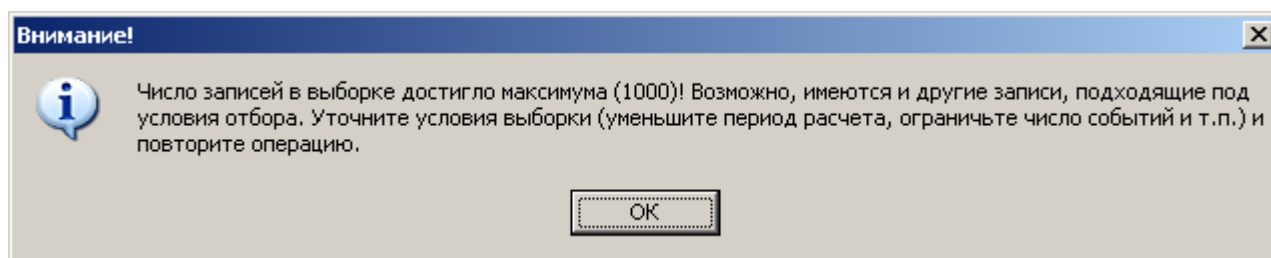 Внимание!
Число записей в выборке достигло максимума (1000)! Возможно, имеются и другие записи, подходящие под
условия отбора. Уточните условия выборки (уменьшите период расчета, ограничьте число событий и т.п.) и
повторите операцию.
OK